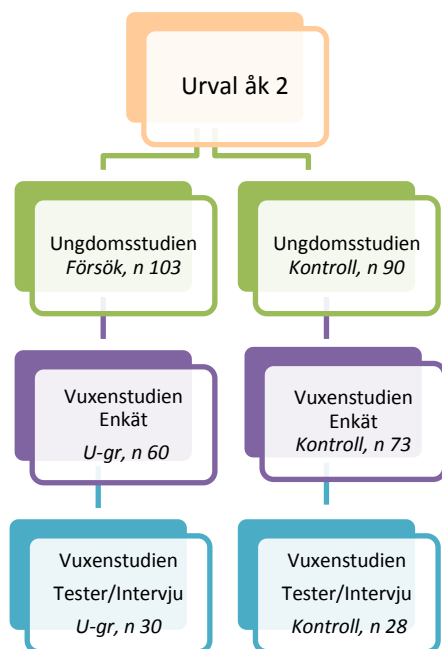 Urval åk 2
Ungdomsstudien
Försök, n 103
Ungdomsstudien
Kontroll, n 90
Vuxenstudien
Enkät
U-gr, n 60
Vuxenstudien
Enkät
Kontroll, n 73
Vuxenstudien
Tester/Intervju
U-gr, n 30
Vuxenstudien
Tester/Intervju
Kontroll, n 28